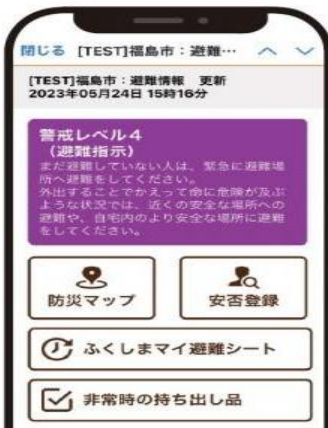 閉じる [TEST]福島市：避難…
[TEST]福島市：避難情報 更新
2023年05月24日 15時16分
警戒レベル４
（避難指示）
まだ避難していない人は、緊急に避難場
所へ避難をしてください。
外出することでかえって命に危険が及ぶ
ような状況では、近くの安全な場所への
避難や、自宅内のより安全な場所に避難
をしてください。
防災マップ 安否登録
ふくしまマイ避難シート
非常時の持ち出し品